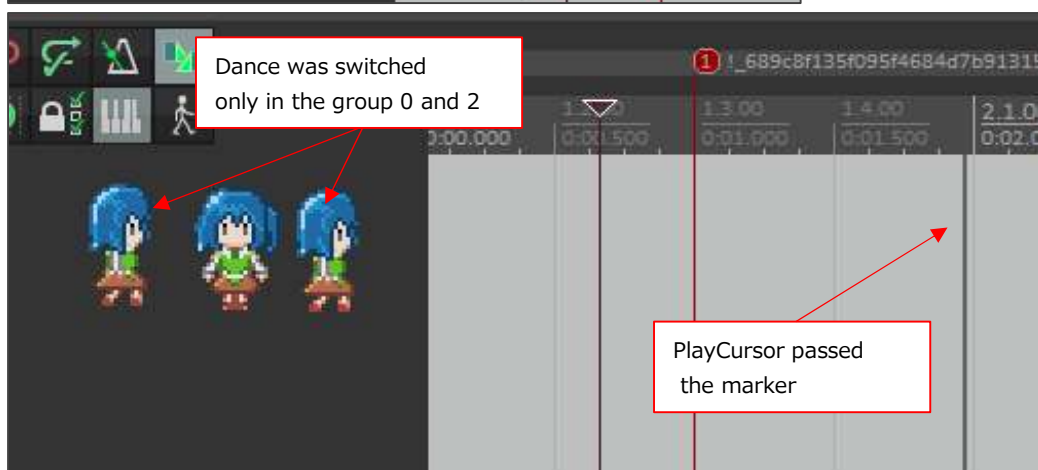 Dance was switched
only in the group 0 and 2
1 !_689c8f135f095f4684d7b91315
1.3.00
1.4.00
2.1.0
0:00.000
0:01.000
0:01.500
0:02.0
PlayCursor passed
the marker